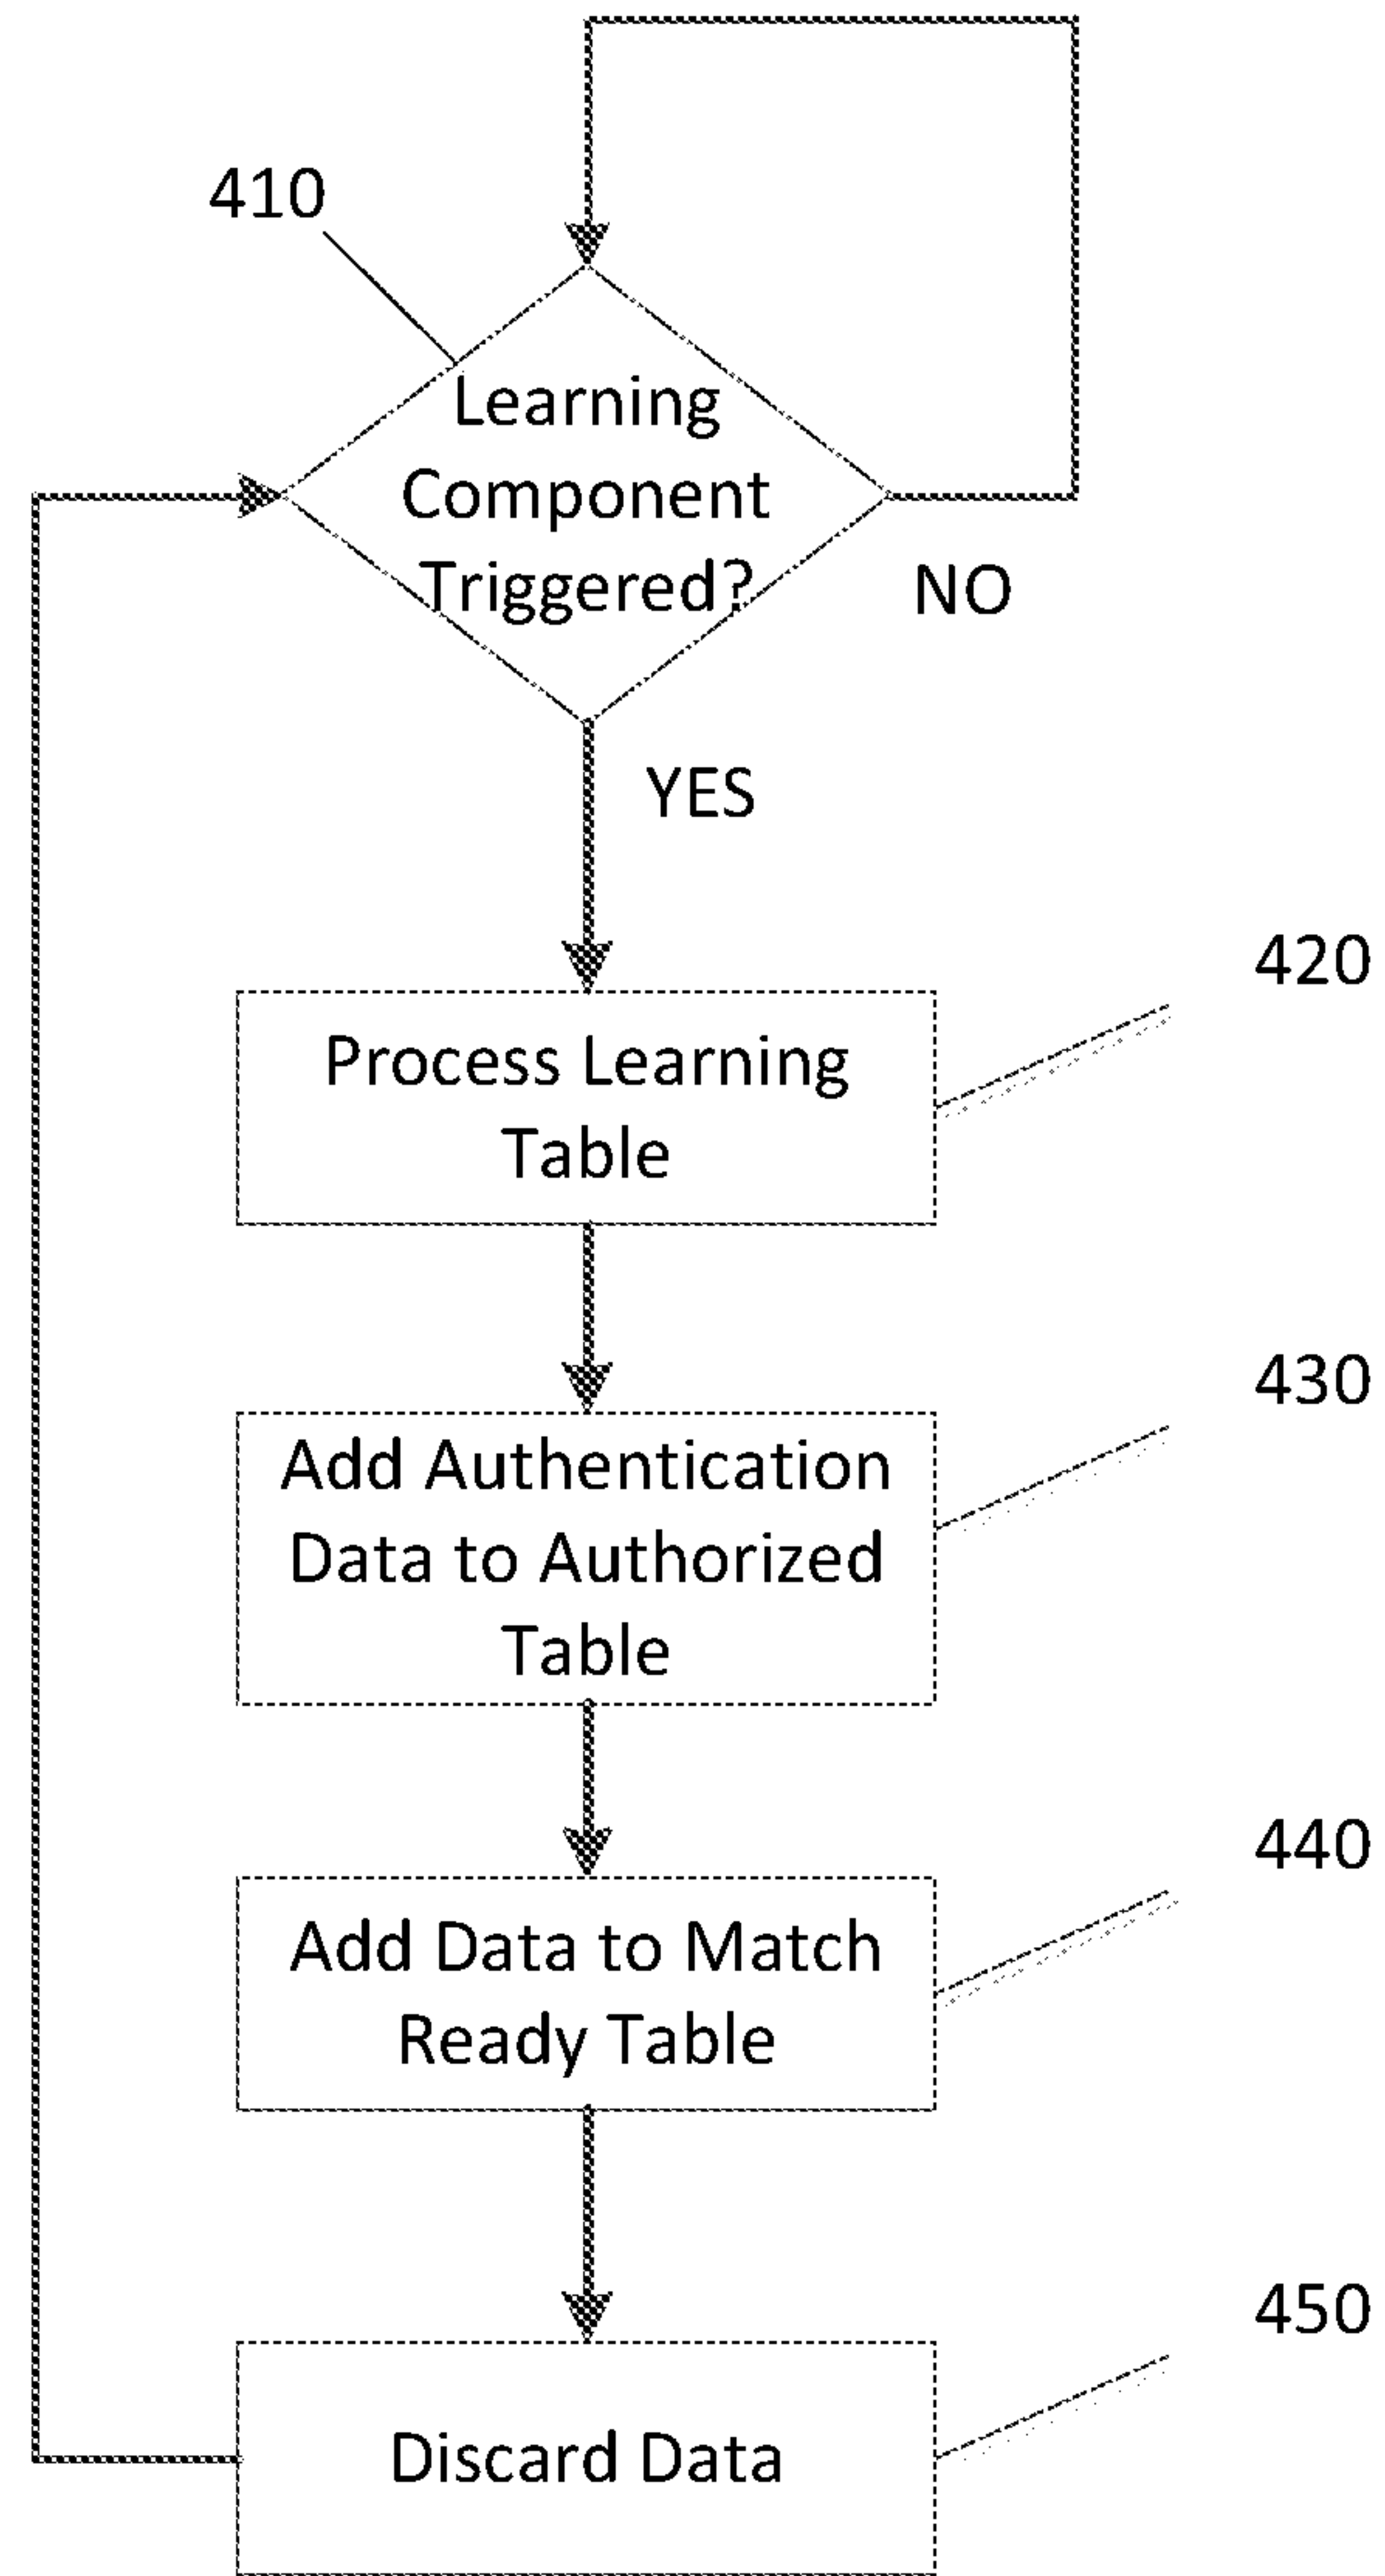 410
Learning
Component
Triggered?
NO
YES
420
Process Learning
Table
430
Add Authentication
Data to Authorized
Table
440
Add Data to Match
Ready Table
450
Discard Data